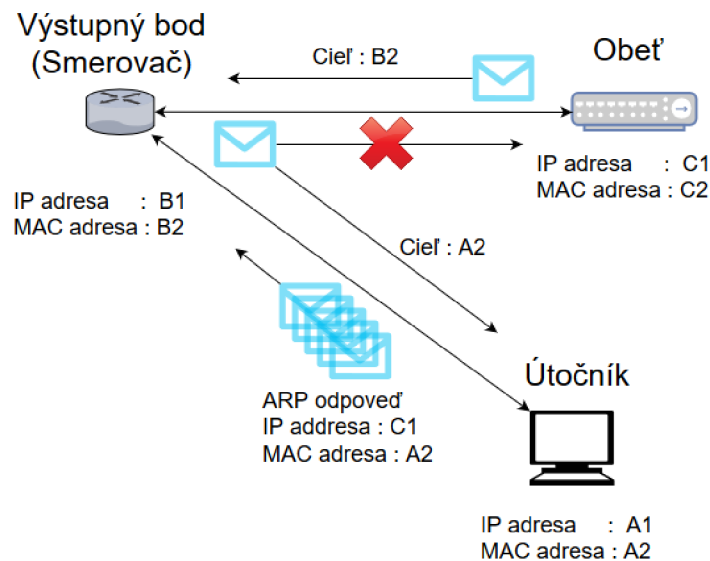 Výstupný bod
(Smerovač)
Cieľ : B2
Obeť
IP adresa : C1
MAC adresa : C2
IP adresa : B1
MAC adresa : B2
Cieľ : A2
ARP odpoveď
IP addresa : C1
MAC adresa : A2
Útočník
IP adresa : A1
MAC adresa : A2